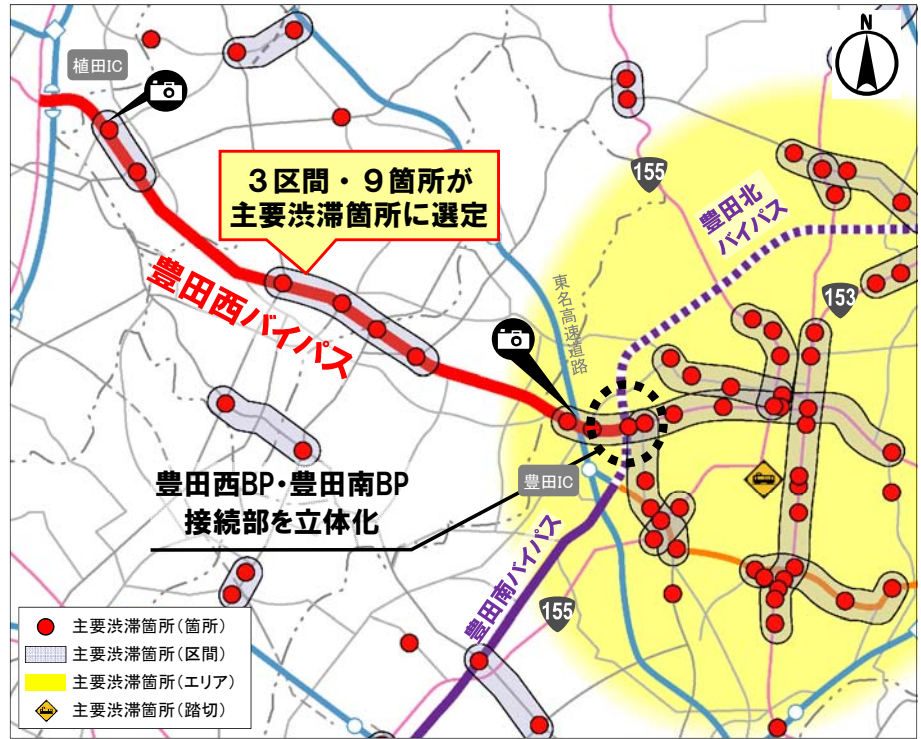 N
植田IC
3区間・9箇所が
主要渋滞箇所に選定
155
豊田北
バイパス
153
東名高速道路
豊田西バイパス
豊田西BP・豊田南BP
接続部を立体化
豊田IC
豊田南バイパス
155
主要渋滞箇所(箇所)
主要渋滞箇所(区間)
主要渋滞箇所(エリア)
主要渋滞箇所(踏切)